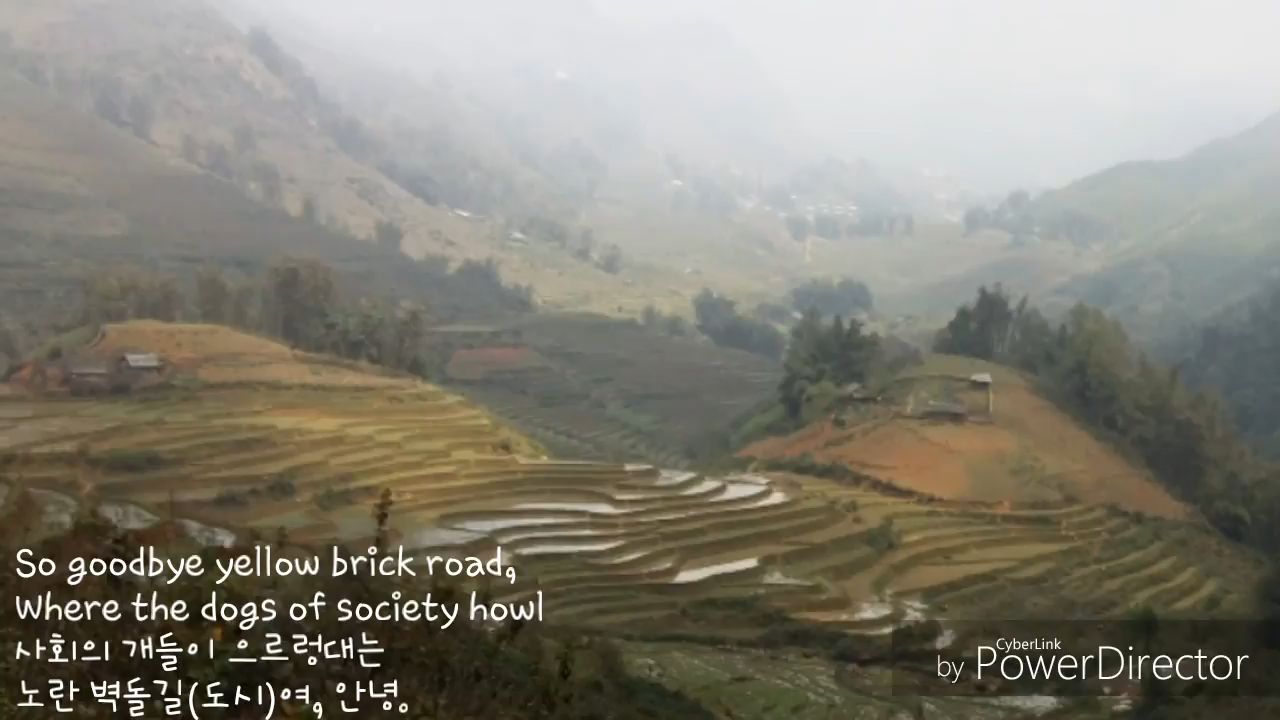 So goodbye yellow brick road,
Where the dogs of society howl
사회의 개들이 으르렁대는
노란 벽돌길(도시)여, 안녕.
CyberLink
by PowerDirector